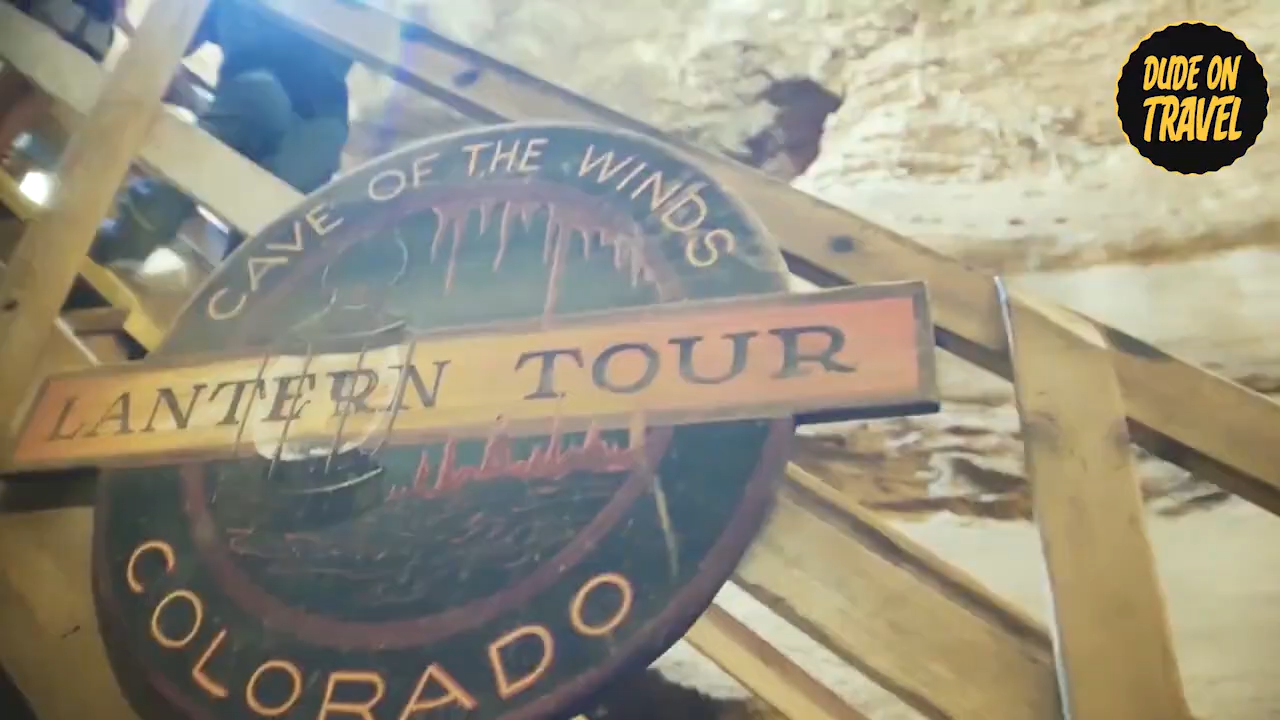 CAVE OF THE WINDS
LANTERN TOUR
COLORADO
DUDE ON
TRAVEL